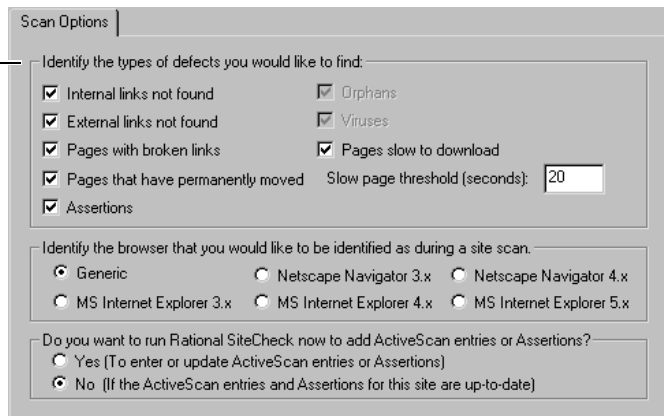 Scan Options
Identify the types of defects you would like to find:
Internal links not found
Orphans
External links not found
Viruses
Pages with broken links
Pages slow to download
Pages that have permanently moved
Slow page threshold (seconds): 20
Assertions
Identify the browser that you would like to be identified as during a site scan.
Generic
Netscape Navigator 3.x
Netscape Navigator 4.x
MS Internet Explorer 3.x
MS Internet Explorer 4.x
MS Internet Explorer 5.x
Do you want to run Rational SiteCheck now to add ActiveScan entries or Assertions?
Yes (To enter or update ActiveScan entries or Assertions)
No (If the ActiveScan entries and Assertions for this site are up-to-date)